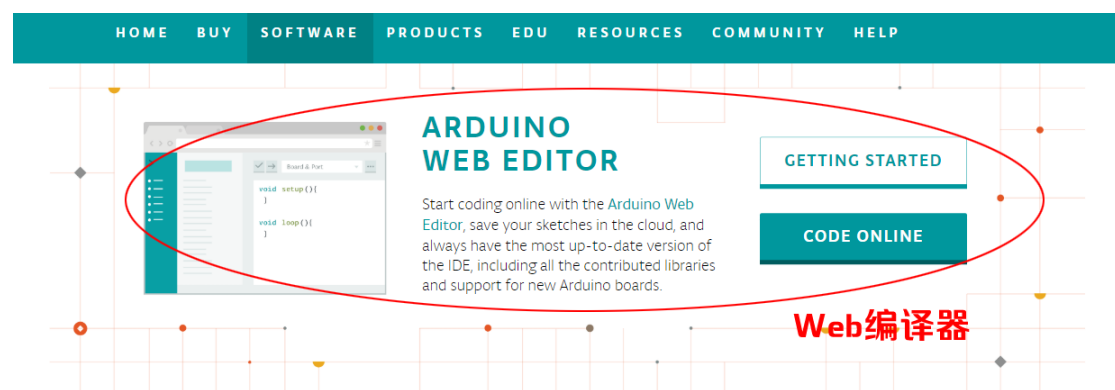 HOME BUY SOFTWARE PRODUCTS EDU RESOURCES COMMUNITY HELP
ARDUINO
WEB EDITOR
Board & Port
void setup(){
}
void loop(){
}
Start coding online with the Arduino Web
Editor, save your sketches in the cloud, and
always have the most up-to-date version of
the IDE, including all the contributed libraries
and support for new Arduino boards.
GETTING STARTED
CODE ONLINE
Web编译器